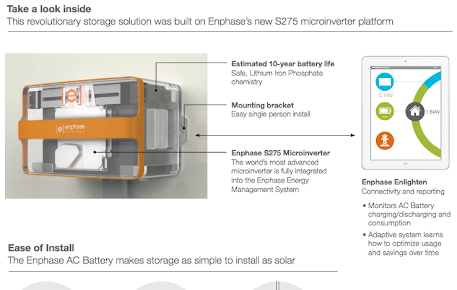 Take a look inside
This revolutionary storage solution was built on Enphase's new S275 microinverter platform
Estimated 10-year battery life
Safe, Lithium Iron Phosphate
chemistry
Mounting bracket
Easy single person install
[e] enphase
Enphase S275 Microinverter
The world's most advanced
microinverter is fully integrated
into the Enphase Energy
Management System
1.8kW
Enphase Enlighten
Connectivity and reporting
• Monitors AC Battery
charging/discharging and
consumption
• Adaptive system learns
how to optimize usage
and savings over time
Ease of Install
The Enphase AC Battery makes storage as simple to install as solar